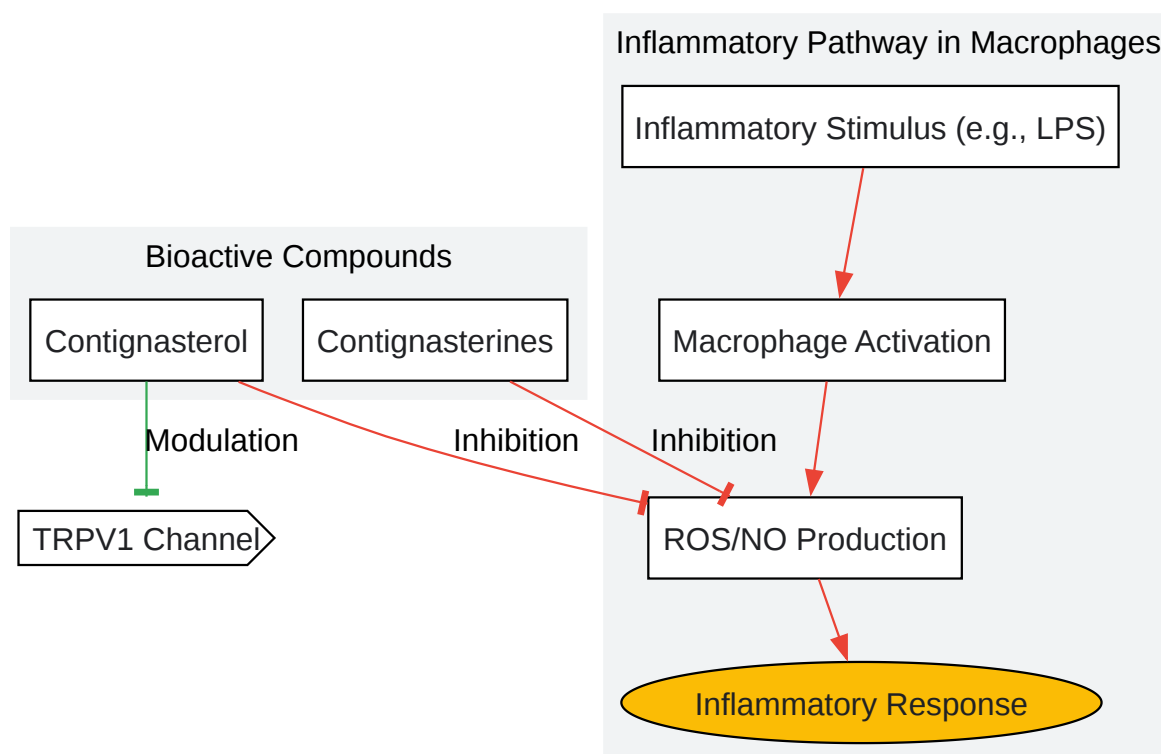 Inflammatory Pathway in Macrophages
Inflammatory Stimulus (e.g., LPS)
Bioactive Compounds
Contignasterol
Contignasterines
Macrophage Activation
Modulation
Inhibition
Inhibition
TRPV1 Channel
ROS/NO Production
Inflammatory Response